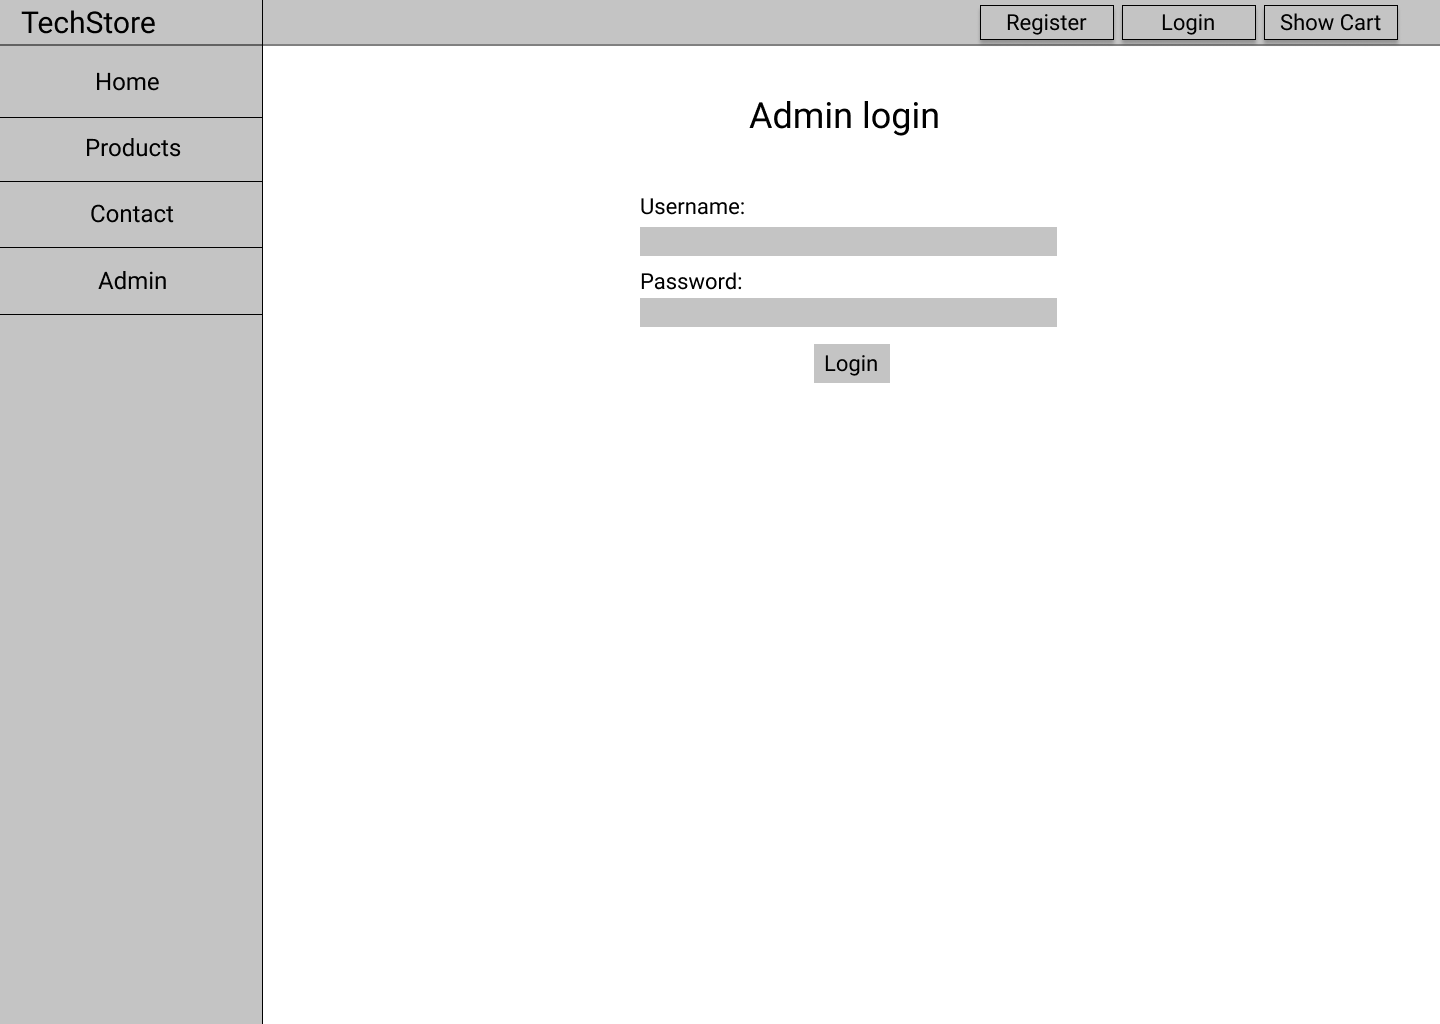 TechStore
Register
Login
Show Cart
Home
Products
Contact
Admin
Admin login
Username:
Password:
Login